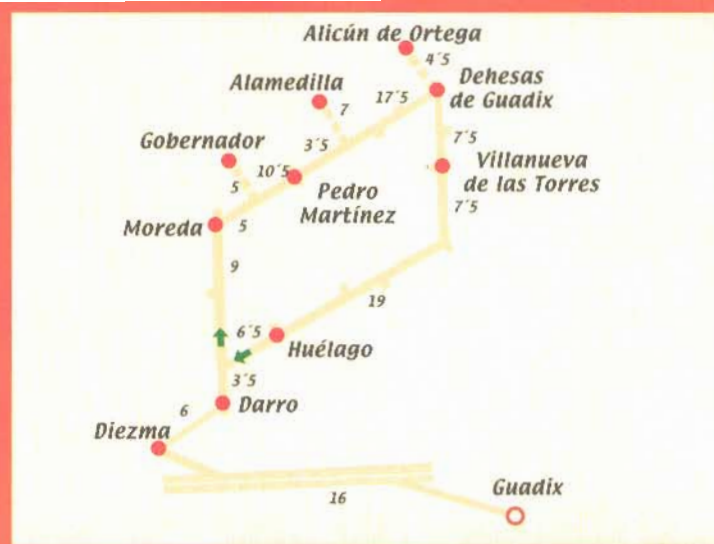 Alicún de Ortega
4´5
Alamedilla
7
17´5
Dehesas
de Guadix
Gobernador
3´5
7´5
10´5
5
Pedro
Martínez
Villanueva
de las Torres
7´5
Moreda
5
9
19
6´5
Huélago
3´5
6
Darro
Diezma
16
Guadix